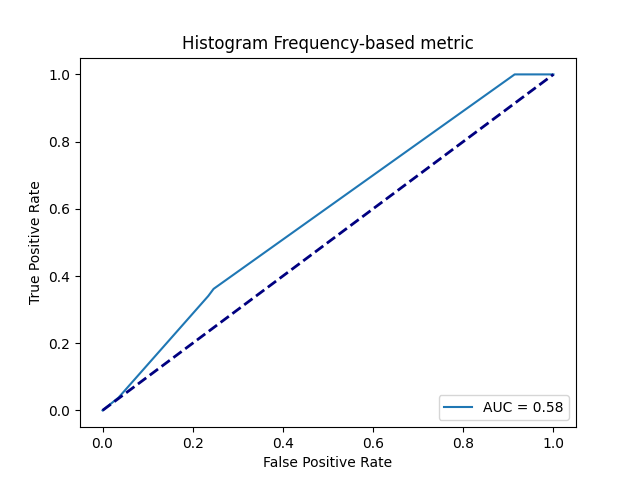 Histogram Frequency-based metric
True Positive Rate
1.0
0.8
0.6
0.4
0.2
0.0
AUC = 0.58
0.0 0.2 0.4 0.6 0.8 1.0
False Positive Rate